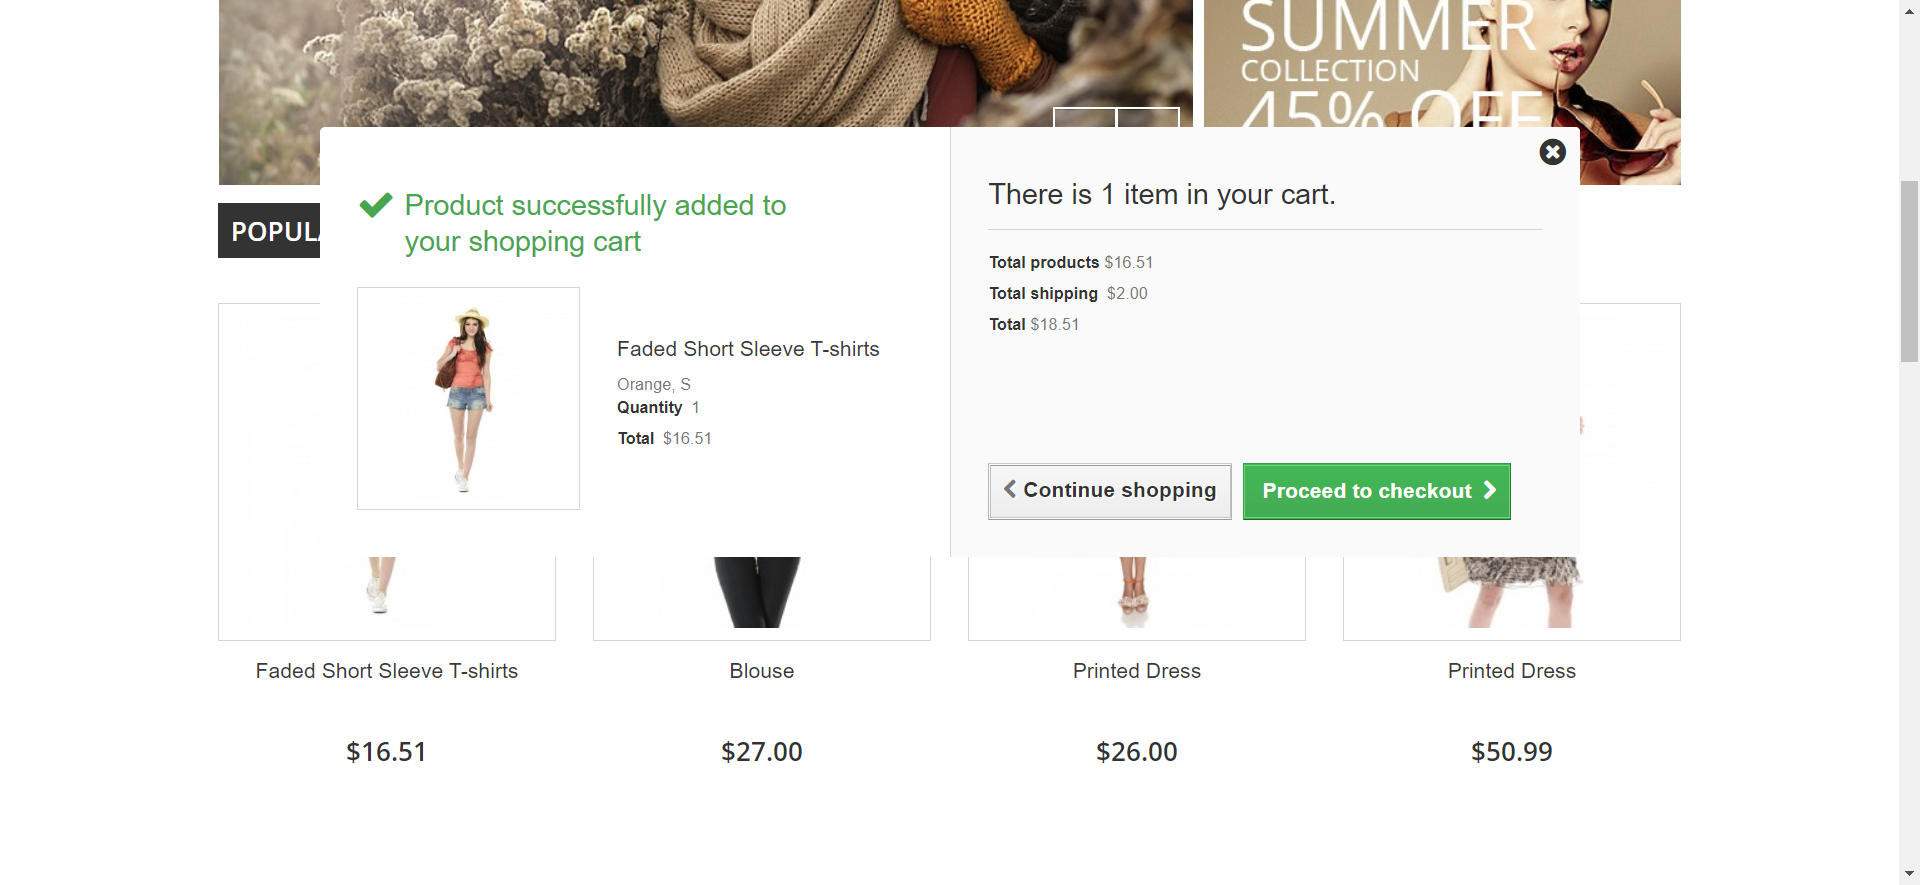 SUMMER
COLLECTION
45% OFF
Product successfully added to
your shopping cart
There is 1 item in your cart.
Total products $16.51
Total shipping $2.00
Total $18.51
Faded Short Sleeve T-shirts
Orange, S
Quantity 1
Total $16.51
Continue shopping
Proceed to checkout
Faded Short Sleeve T-shirts
Blouse
Printed Dress
Printed Dress
$16.51
$27.00
$26.00
$50.99